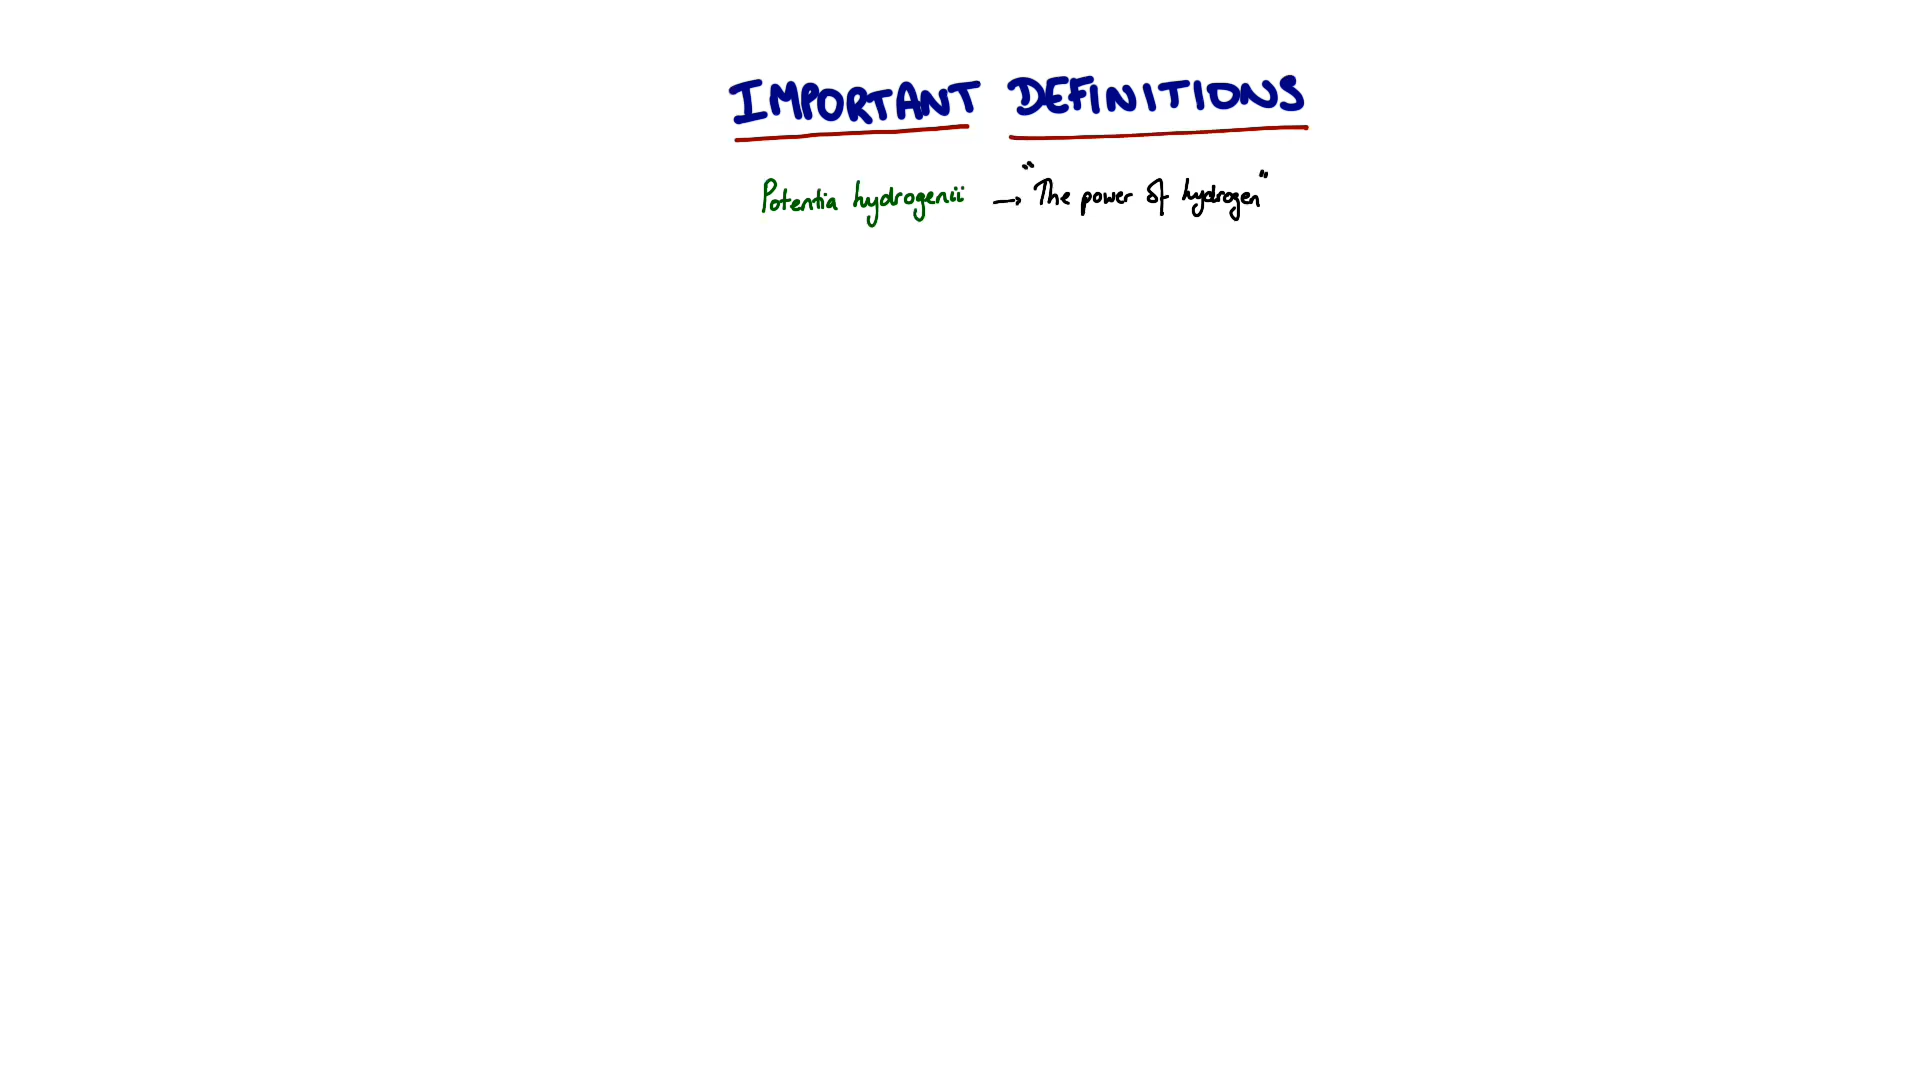 IMPORTANT DEFINITIONS
Potentia hydrogenii → "The power of hydrogen"